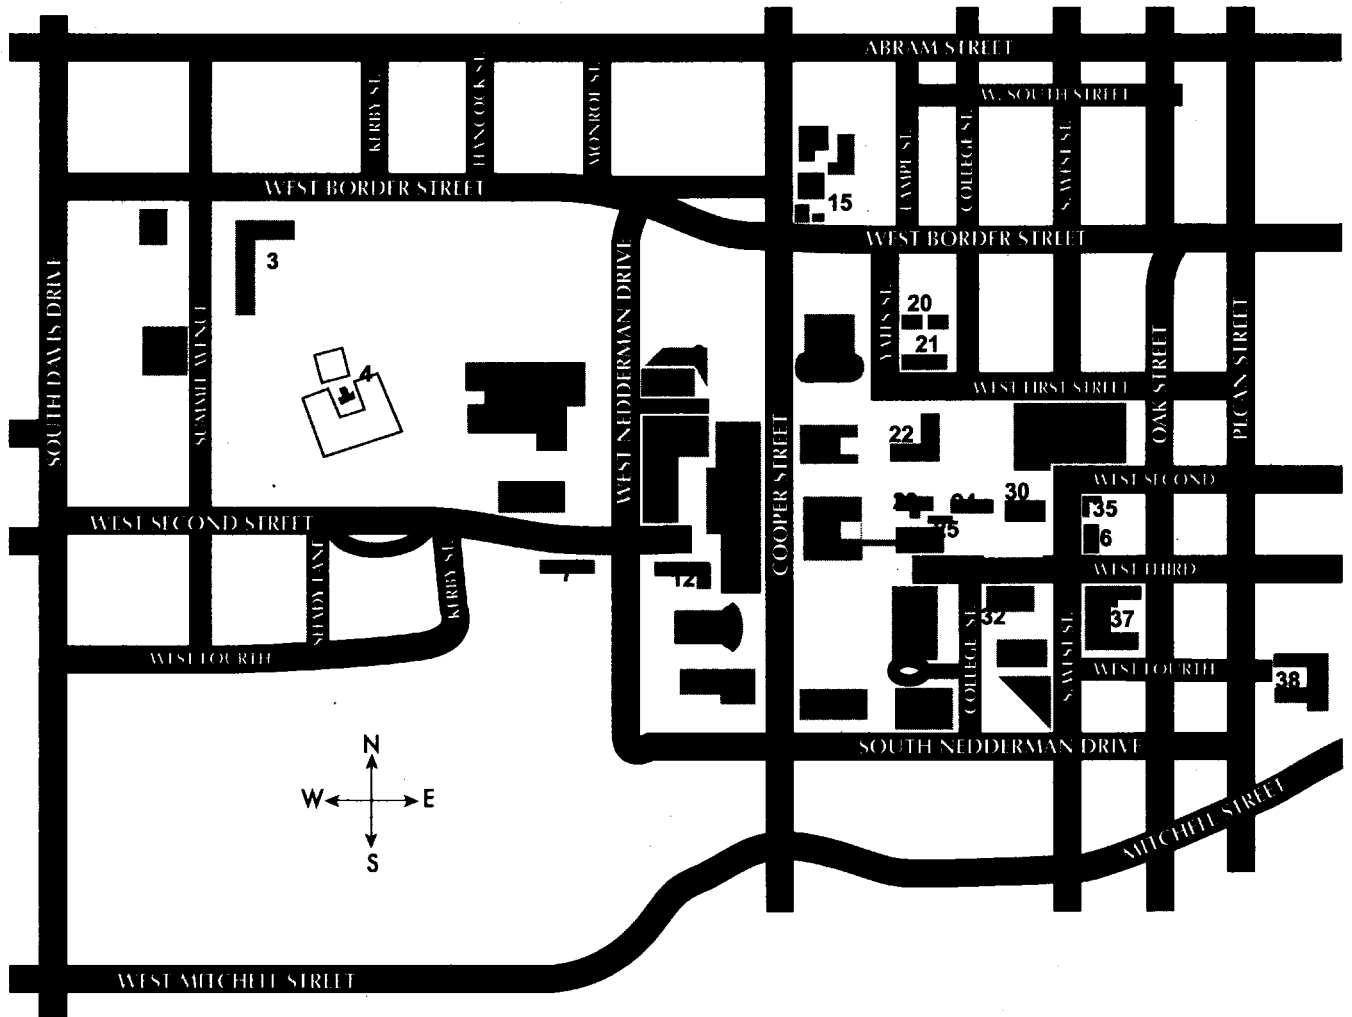 ABRAM STREET
W. SOUTH STREET
KERBY ST.
HANCOCK ST.
MONROE ST.
LAMPE ST.
COLLEGE ST.
S. WEST ST.
WEST BORDER STREET
15
WEST BORDER STREET
3
SOUTH DAVIS DRIVE
SUMMIT AVENUE
WEST NEDDERMAN DRIVE
YATES ST.
20
21
OAK STREET
PECAN STREET
4
WEST FIRST STREET
COOPER STREET
22
WEST SECOND
30
35
WEST SECOND STREET
6
SHADY LANE
KERBY ST.
12
WEST THIRD
32
37
COLLEGE ST.
S. WEST ST.
WEST FOURTH
WEST FOURTH
38
SOUTH NEDDERMAN DRIVE
N
W E
S
MITCHELL STREET
WEST MITCHELL STREET